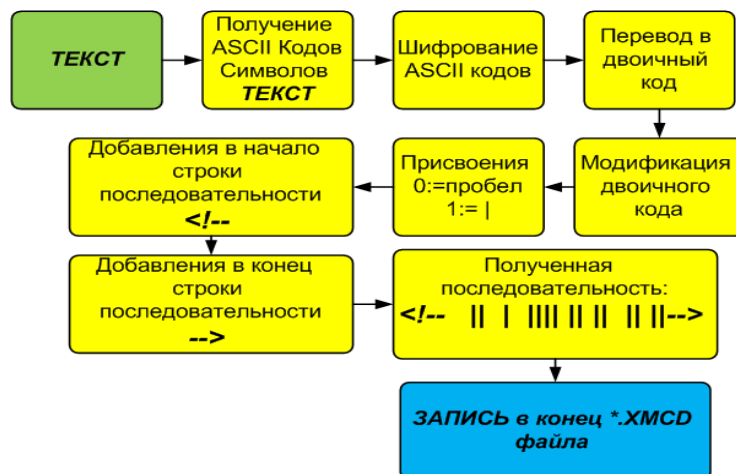 ТЕКСТ
Получение
ASCII Кодов
Символов
ТЕКСТ
Шифрование
ASCII кодов
Перевод в
двоичный
код
Модификация
двоичного
кода
Присвоения
0:=пробел
1:= |
Добавления в начало
строки
последовательности
<!--
Добавления в конец
строки
последовательности
-->
Полученная
последовательность:
<!--   ||  |  |||| || ||  || ||-->
ЗАПИСЬ в конец *.XMCD
файла